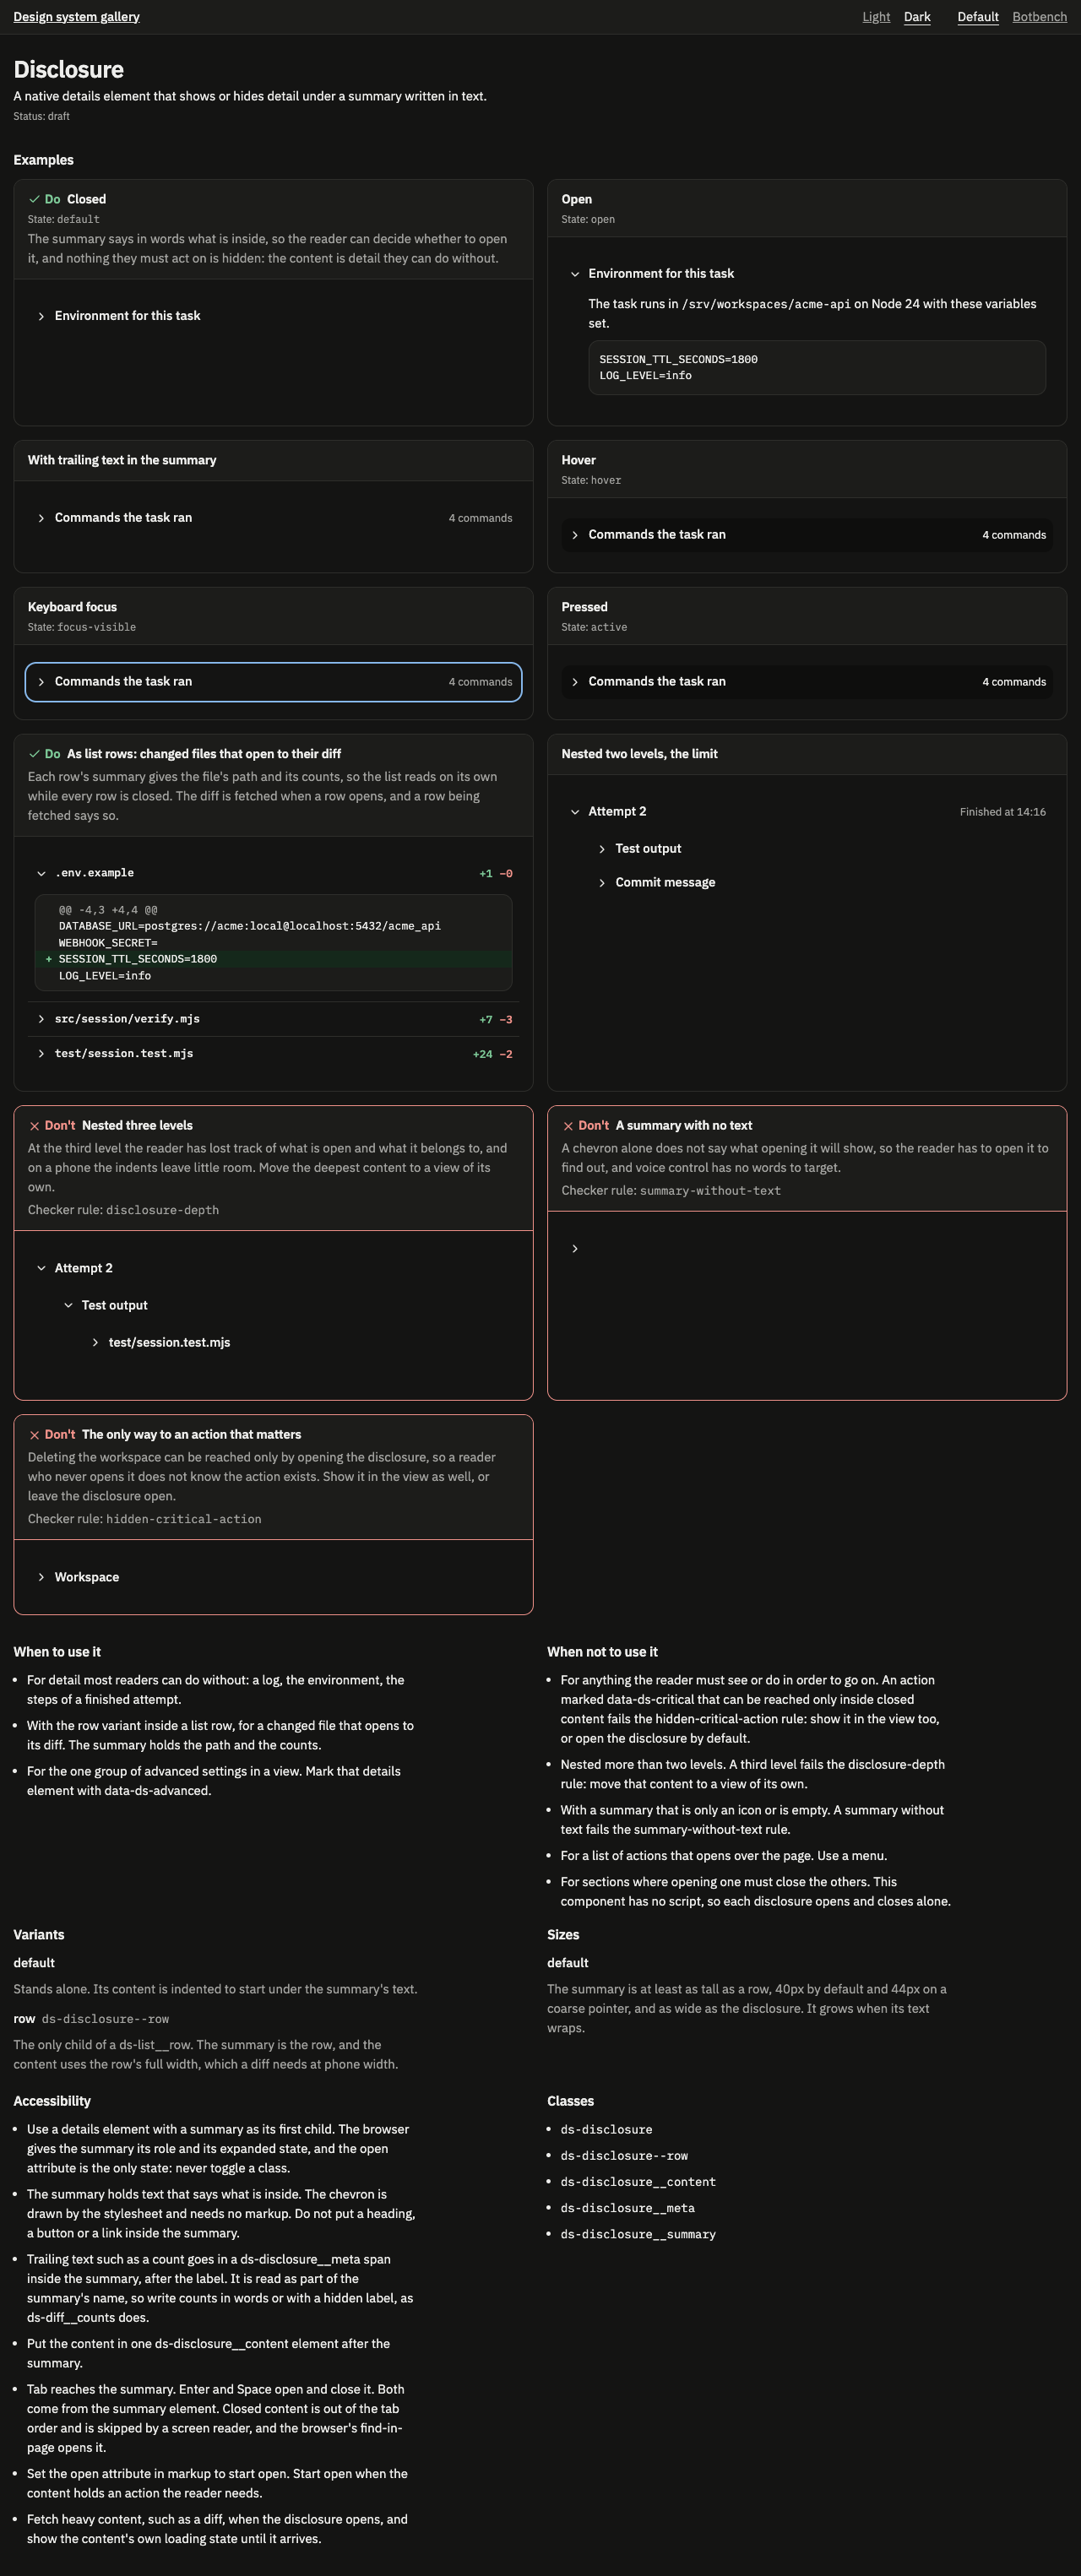 Design system gallery
Light Dark Default Botbench
Disclosure
A native details element that shows or hides detail under a summary written in text.
Status: draft
Examples
Do Closed
State: default
The summary says in words what is inside, so the reader can decide whether to open
it, and nothing they must act on is hidden: the content is detail they can do without.
Environment for this task
Open
State: open
Environment for this task
The task runs in /srv/workspaces/acme-api on Node 24 with these variables
set.
SESSION_TTL_SECONDS=1800
LOG_LEVEL=info
With trailing text in the summary
Commands the task ran 4 commands
Hover
State: hover
Commands the task ran 4 commands
Keyboard focus
State: focus-visible
Commands the task ran 4 commands
Pressed
State: active
Commands the task ran 4 commands
Do As list rows: changed files that open to their diff
Each row's summary gives the file's path and its counts, so the list reads on its own
while every row is closed. The diff is fetched when a row opens, and a row being
fetched says so.
.env.example +1 −0
@@ -4,3 +4,4 @@
DATABASE_URL=postgres://acme:local@localhost:5432/acme_api
WEBHOOK_SECRET=
+ SESSION_TTL_SECONDS=1800
LOG_LEVEL=info
src/session/verify.mjs +7 −3
test/session.test.mjs +24 −2
Nested two levels, the limit
Attempt 2 Finished at 14:16
Test output
Commit message
Don't Nested three levels
At the third level the reader has lost track of what is open and what it belongs to, and
on a phone the indents leave little room. Move the deepest content to a view of its
own.
Checker rule: disclosure-depth
Attempt 2
Test output
test/session.test.mjs
Don't A summary with no text
A chevron alone does not say what opening it will show, so the reader has to open it to
find out, and voice control has no words to target.
Checker rule: summary-without-text
Don't The only way to an action that matters
Deleting the workspace can be reached only by opening the disclosure, so a reader
who never opens it does not know the action exists. Show it in the view as well, or
leave the disclosure open.
Checker rule: hidden-critical-action
Workspace
When to use it
• For detail most readers can do without: a log, the environment, the
steps of a finished attempt.
• With the row variant inside a list row, for a changed file that opens to
its diff. The summary holds the path and the counts.
• For the one group of advanced settings in a view. Mark that details
element with data-ds-advanced.
When not to use it
• For anything the reader must see or do in order to go on. An action
marked data-ds-critical that can be reached only inside closed
content fails the hidden-critical-action rule: show it in the view too,
or open the disclosure by default.
• Nested more than two levels. A third level fails the disclosure-depth
rule: move that content to a view of its own.
• With a summary that is only an icon or is empty. A summary without
text fails the summary-without-text rule.
• For a list of actions that opens over the page. Use a menu.
• For sections where opening one must close the others. This
component has no script, so each disclosure opens and closes alone.
Variants
default
Stands alone. Its content is indented to start under the summary's text.
row ds-disclosure--row
The only child of a ds-list__row. The summary is the row, and the
content uses the row's full width, which a diff needs at phone width.
Sizes
default
The summary is at least as tall as a row, 40px by default and 44px on a
coarse pointer, and as wide as the disclosure. It grows when its text
wraps.
Accessibility
• Use a details element with a summary as its first child. The browser
gives the summary its role and its expanded state, and the open
attribute is the only state: never toggle a class.
• The summary holds text that says what is inside. The chevron is
drawn by the stylesheet and needs no markup. Do not put a heading,
a button or a link inside the summary.
• Trailing text such as a count goes in a ds-disclosure__meta span
inside the summary, after the label. It is read as part of the
summary's name, so write counts in words or with a hidden label, as
ds-diff__counts does.
• Put the content in one ds-disclosure__content element after the
summary.
• Tab reaches the summary. Enter and Space open and close it. Both
come from the summary element. Closed content is out of the tab
order and is skipped by a screen reader, and the browser's find-in-
page opens it.
• Set the open attribute in markup to start open. Start open when the
content holds an action the reader needs.
• Fetch heavy content, such as a diff, when the disclosure opens, and
show the content's own loading state until it arrives.
Classes
• ds-disclosure
• ds-disclosure--row
• ds-disclosure__content
• ds-disclosure__meta
• ds-disclosure__summary